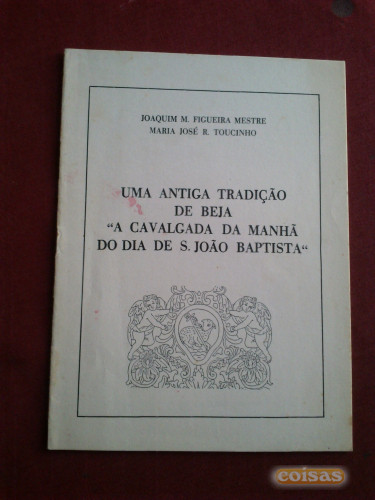 JOAQUIM M. FIGUEIRA MESTRE
MARIA JOSÉ R. TOUCINHO
UMA ANTIGA TRADIÇÃO
DE BEJA
"A CAVALGADA DA MANHÃ
DO DIA DE S. JOÃO BAPTISTA"
coisas